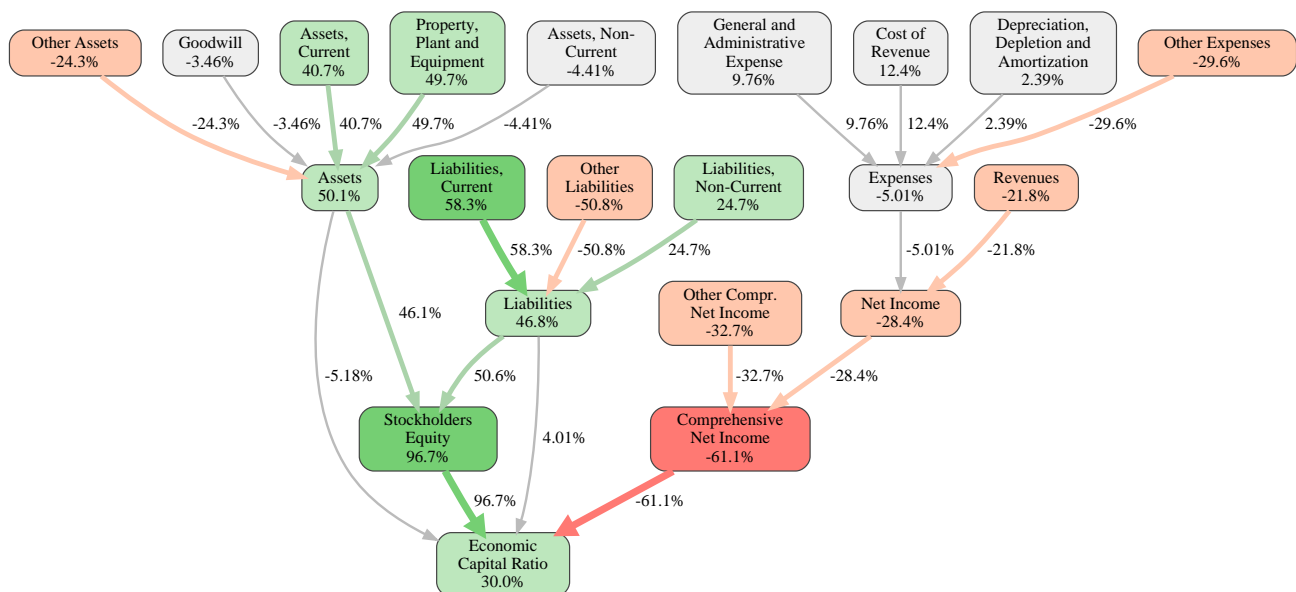 Other Assets
-24.3%
Goodwill
-3.46%
Assets,
Current
40.7%
Property,
Plant and
Equipment
49.7%
Assets, Non-
Current
-4.41%
General and
Administrative
Expense
9.76%
Cost of
Revenue
12.4%
Depreciation,
Depletion and
Amortization
2.39%
Other Expenses
-29.6%
-24.3%
-3.46%
40.7%
49.7%
-4.41%
9.76%
12.4%
2.39%
-29.6%
Assets
50.1%
Liabilities,
Current
58.3%
Other
Liabilities
-50.8%
Liabilities,
Non-Current
24.7%
Expenses
-5.01%
Revenues
-21.8%
58.3%
-50.8%
24.7%
-5.01%
-21.8%
Liabilities
46.8%
Other Compr.
Net Income
-32.7%
Net Income
-28.4%
46.1%
-5.18%
50.6%
4.01%
-32.7%
-28.4%
Stockholders
Equity
96.7%
Comprehensive
Net Income
-61.1%
96.7%
-61.1%
Economic
Capital Ratio
30.0%